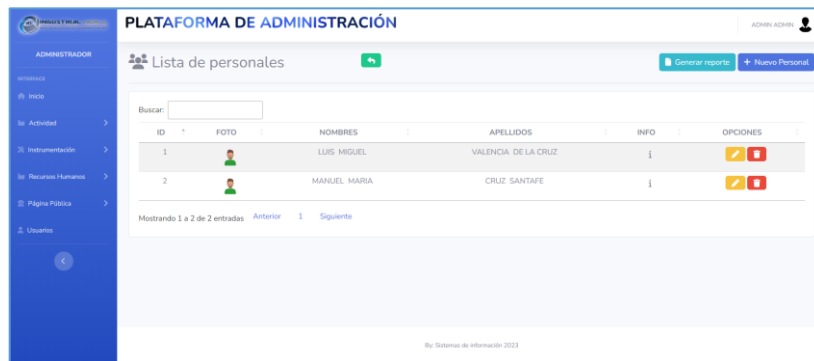 INDUSTRIAL
PLATAFORMA DE ADMINISTRACIÓN
ADMIN ADMIN
ADMINISTRADOR
Lista de personales
Generar reporte
+ Nuevo Personal
INTERFACE
Inicio
Actividad
Instrumentación
Recursos Humanos
Página Pública
Usuarios
Buscar:
ID FOTO NOMBRES APELLIDOS INFO OPCIONES
1 LUIS MIGUEL VALENCIA DE LA CRUZ i
2 MANUEL MARIA CRUZ SANTAFE i
Mostrando 1 a 2 de 2 entradas Anterior 1 Siguiente
By: Sistemas de información 2023